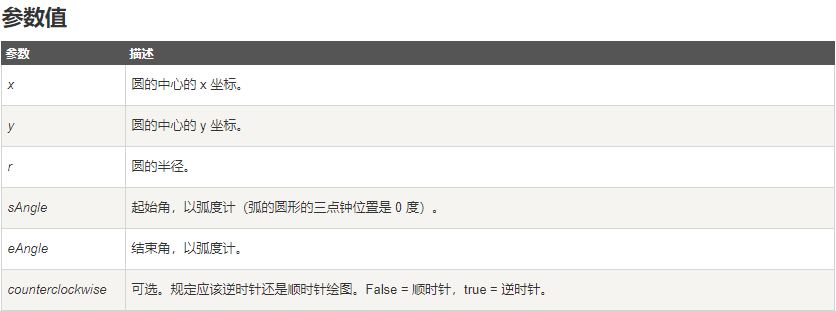 参数值
参数 描述
x 圆的中心的 x 坐标。
y 圆的中心的 y 坐标。
r 圆的半径。
sAngle 起始角，以弧度计（弧的圆形的三点钟位置是 0 度）。
eAngle 结束角，以弧度计。
counterclockwise 可选。规定应该逆时针还是顺时针绘图。False = 顺时针，true = 逆时针。